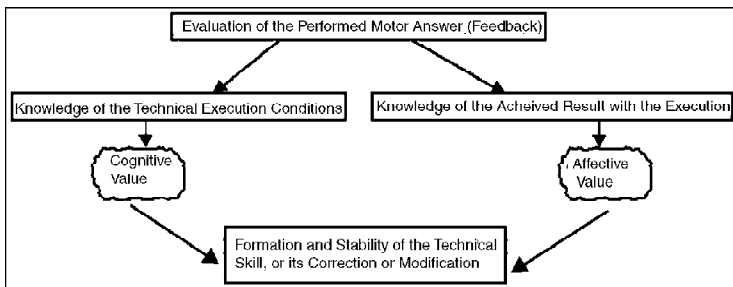 Evaluation of the Performed Motor Answer (Feedback)
Knowledge of the Technical Execution Conditions
Knowledge of the Acheived Result with the Execution
Cognitive
Value
Affective
Value
Formation and Stability of the Technical
Skill, or its Correction or Modification